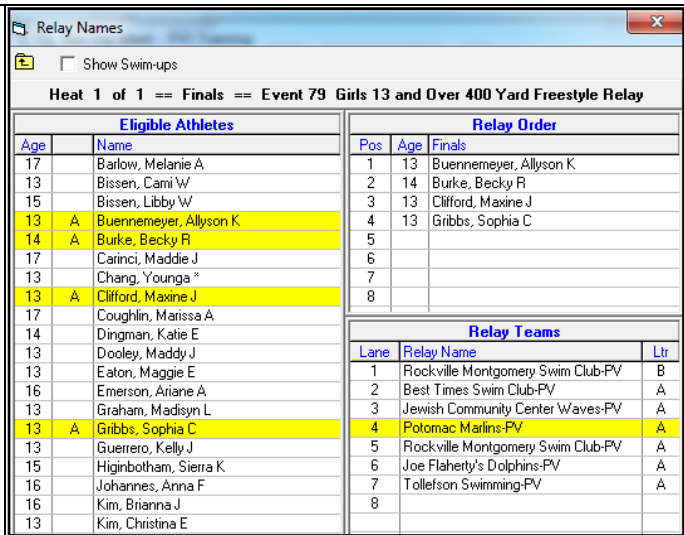 Relay Names
Show Swim-ups
Heat 1 of 1 == Finals == Event 79 Girls 13 and Over 400 Yard Freestyle Relay
Eligible Athletes
Age Name
17 Barlow, Melanie A
13 Bissen, Cami W
15 Bissen, Libby W
13 A Buennemeyer, Allyson K
14 A Burke, Becky R
17 Carinci, Maddie J
13 Chang, Younga *
13 A Clifford, Maxine J
17 Coughlin, Marissa A
14 Dingman, Katie E
13 Dooley, Maddy J
13 Eaton, Maggie E
16 Emerson, Ariane A
13 Graham, Madisyn L
13 A Gribbs, Sophia C
13 Guerrero, Kelly J
15 Higinbotham, Sierra K
16 Johannes, Anna F
16 Kim, Brianna J
13 Kim, Christina E
Relay Order
Pos Age Finals
1 13 Buennemeyer, Allyson K
2 14 Burke, Becky R
3 13 Clifford, Maxine J
4 13 Gribbs, Sophia C
5
6
7
8
Relay Teams
Lane Relay Name Ltr
1 Rockville Montgomery Swim Club-PV B
2 Best Times Swim Club-PV A
3 Jewish Community Center Waves-PV A
4 Potomac Marlins-PV A
5 Rockville Montgomery Swim Club-PV A
6 Joe Flaherty's Dolphins-PV A
7 Tollefson Swimming-PV A
8